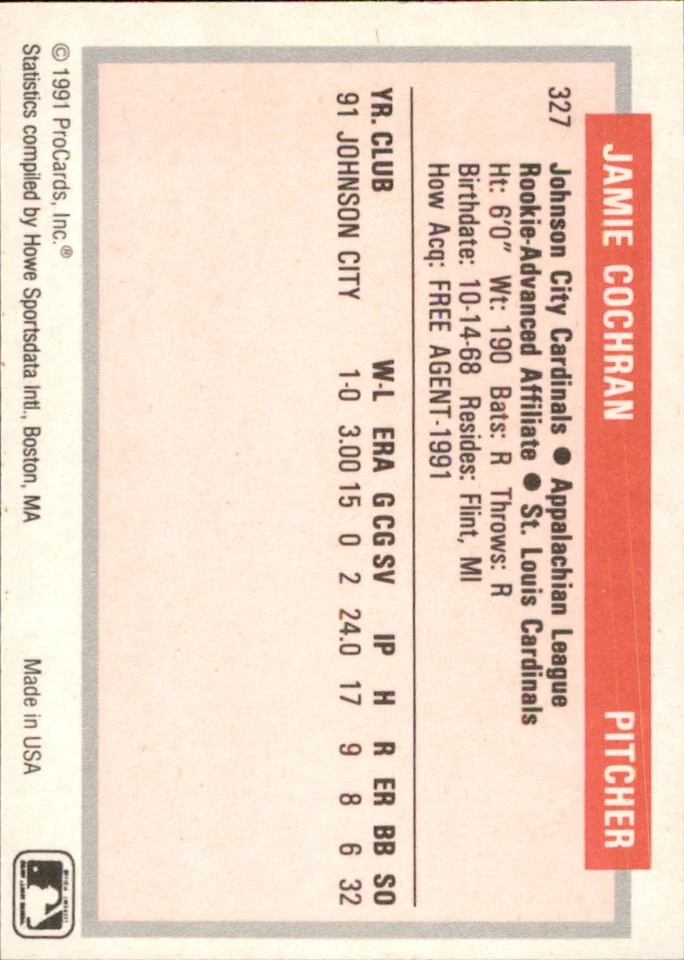 JAMIE COCHRAN PITCHER
327 Johnson City Cardinals ● Appalachian League
Rookie-Advanced Affiliate ● St. Louis Cardinals
Ht: 6'0" Wt: 190 Bats: R Throws: R
Birthdate: 10-14-68 Resides: Flint, MI
How Acq: FREE AGENT-1991
YR. CLUB W-L ERA G CG SV IP H R ER BB SO
91 JOHNSON CITY 1-0 3.00 15 0 2 24.0 17 9 8 6 32
© 1991 ProCards, Inc.®
Statistics compiled by Howe Sportsdata Intl., Boston, MA Made in USA